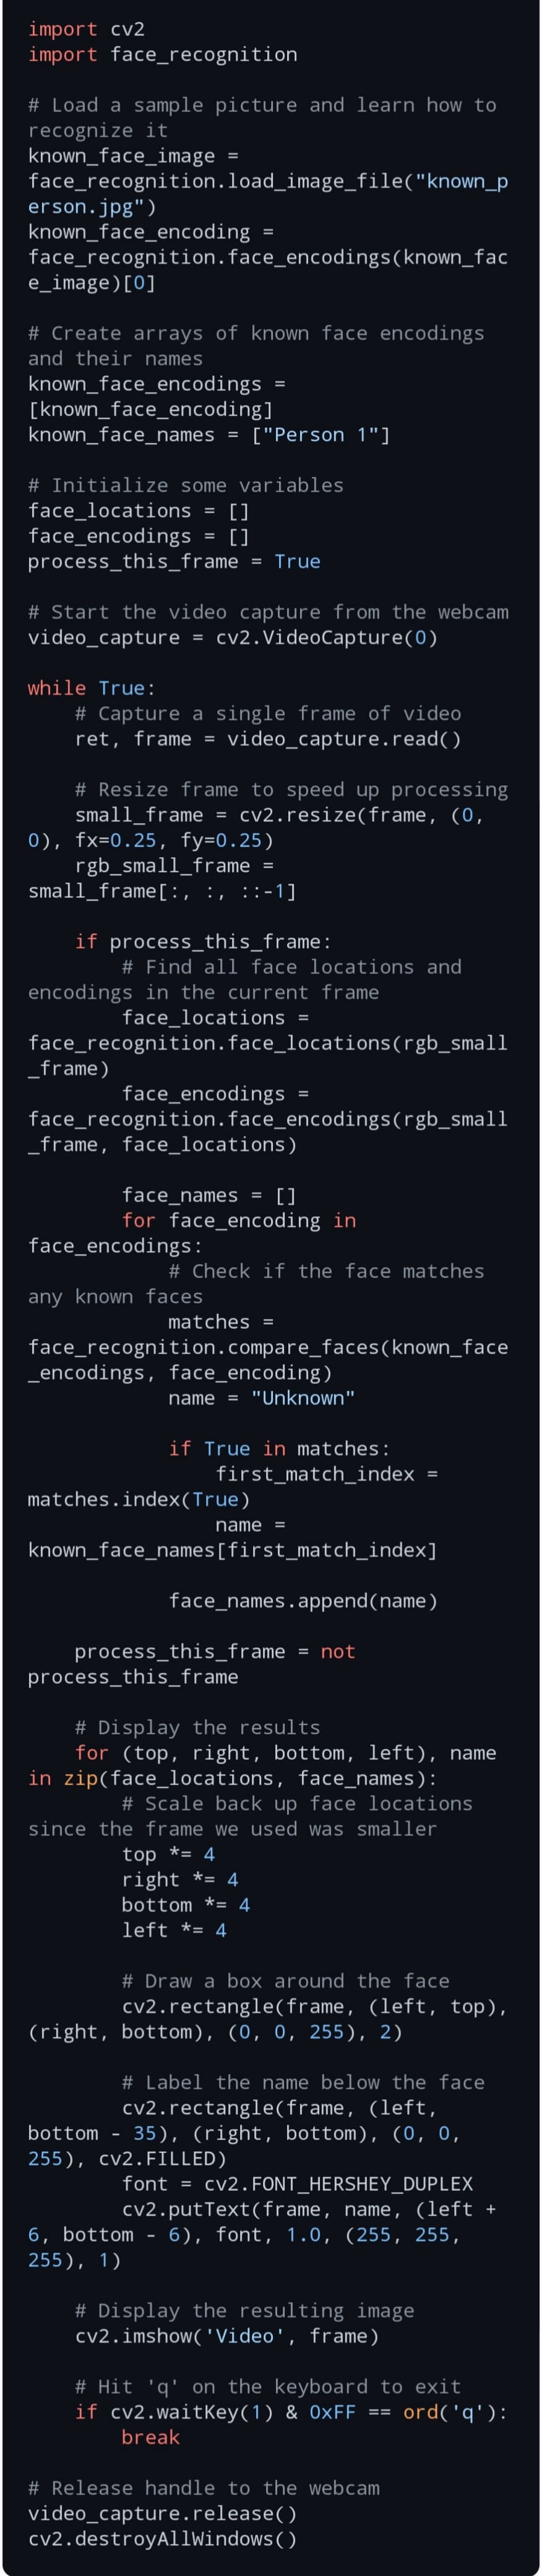 import cv2
import face_recognition

# Load a sample picture and learn how to
recognize it
known_face_image =
face_recognition.load_image_file("known_p
erson.jpg")
known_face_encoding =
face_recognition.face_encodings(known_fac
e_image)[0]

# Create arrays of known face encodings
and their names
known_face_encodings =
[known_face_encoding]
known_face_names = ["Person 1"]

# Initialize some variables
face_locations = []
face_encodings = []
process_this_frame = True

# Start the video capture from the webcam
video_capture = cv2.VideoCapture(0)

while True:
    # Capture a single frame of video
    ret, frame = video_capture.read()

    # Resize frame to speed up processing
    small_frame = cv2.resize(frame, (0,
0), fx=0.25, fy=0.25)
    rgb_small_frame =
small_frame[:, :, ::-1]

    if process_this_frame:
        # Find all face locations and
encodings in the current frame
        face_locations =
face_recognition.face_locations(rgb_small
_frame)
        face_encodings =
face_recognition.face_encodings(rgb_small
_frame, face_locations)

        face_names = []
        for face_encoding in
face_encodings:
            # Check if the face matches
any known faces
            matches =
face_recognition.compare_faces(known_face
_encodings, face_encoding)
            name = "Unknown"

            if True in matches:
                first_match_index =
matches.index(True)
                name =
known_face_names[first_match_index]

            face_names.append(name)

    process_this_frame = not
process_this_frame

    # Display the results
    for (top, right, bottom, left), name
in zip(face_locations, face_names):
        # Scale back up face locations
since the frame we used was smaller
        top *= 4
        right *= 4
        bottom *= 4
        left *= 4

        # Draw a box around the face
        cv2.rectangle(frame, (left, top),
(right, bottom), (0, 0, 255), 2)

        # Label the name below the face
        cv2.rectangle(frame, (left,
bottom - 35), (right, bottom), (0, 0,
255), cv2.FILLED)
        font = cv2.FONT_HERSHEY_DUPLEX
        cv2.putText(frame, name, (left +
6, bottom - 6), font, 1.0, (255, 255,
255), 1)

    # Display the resulting image
    cv2.imshow('Video', frame)

    # Hit 'q' on the keyboard to exit
    if cv2.waitKey(1) & 0xFF == ord('q'):
        break

# Release handle to the webcam
video_capture.release()
cv2.destroyAllWindows()